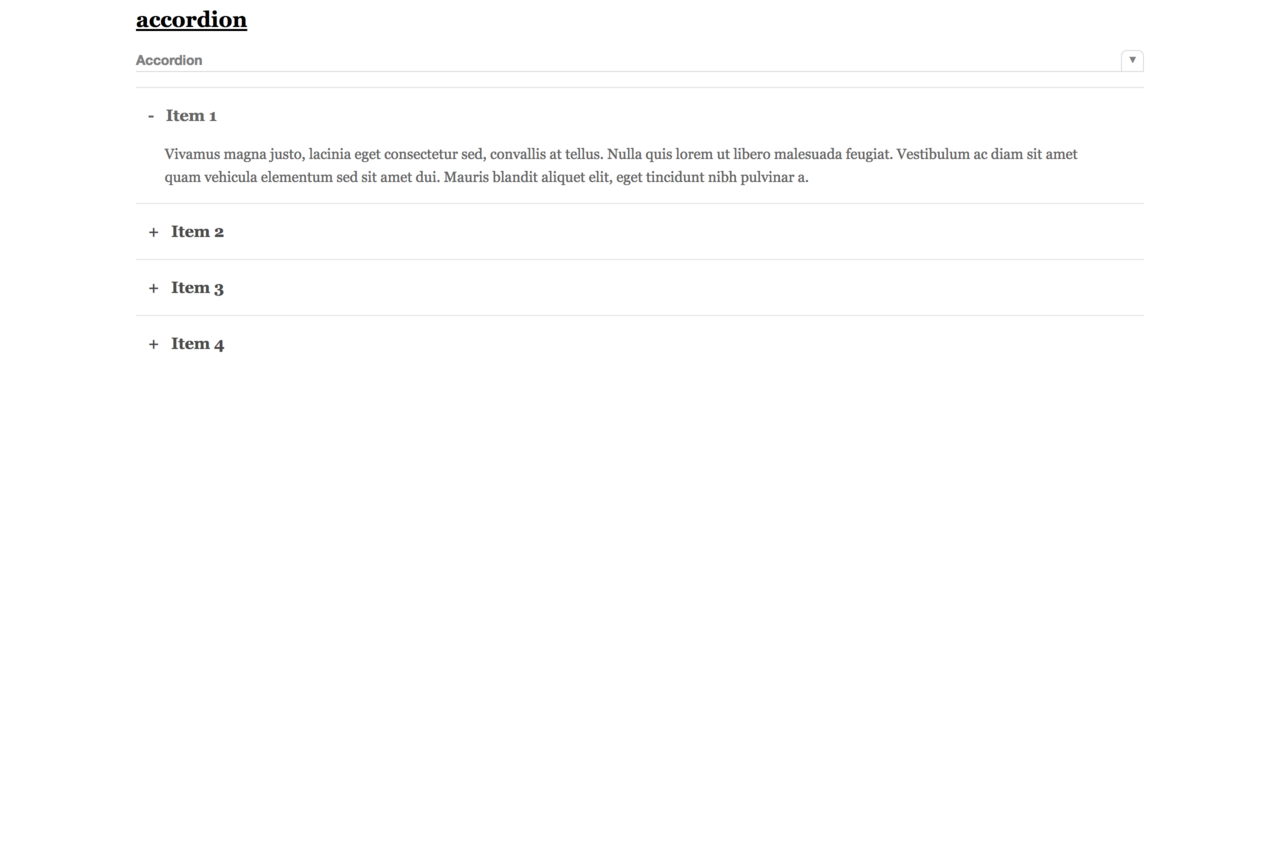 accordion
Accordion
▼
- Item 1
Vivamus magna justo, lacinia eget consectetur sed, convallis at tellus. Nulla quis lorem ut libero malesuada feugiat. Vestibulum ac diam sit amet
quam vehicula elementum sed sit amet dui. Mauris blandit aliquet elit, eget tincidunt nibh pulvinar a.
+ Item 2
+ Item 3
+ Item 4